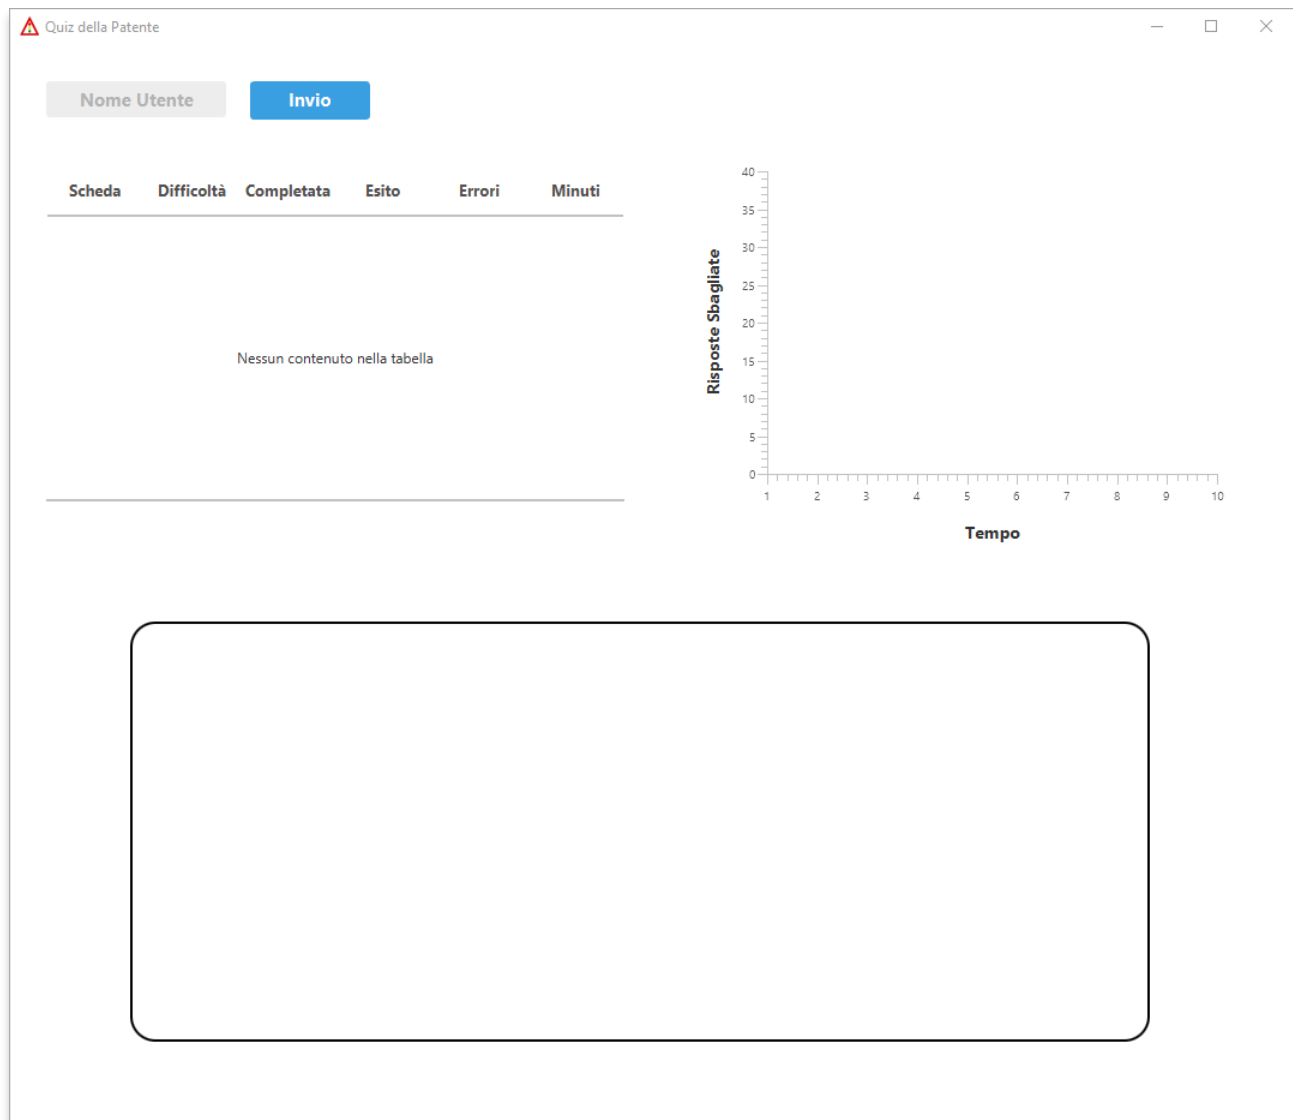 Quiz della Patente
Nome Utente Invio
Scheda Difficoltà Completata Esito Errori Minuti
Nessun contenuto nella tabella
Risposte Sbagliate
40
35
30
25
20
15
10
5
0
1 2 3 4 5 6 7 8 9 10
Tempo